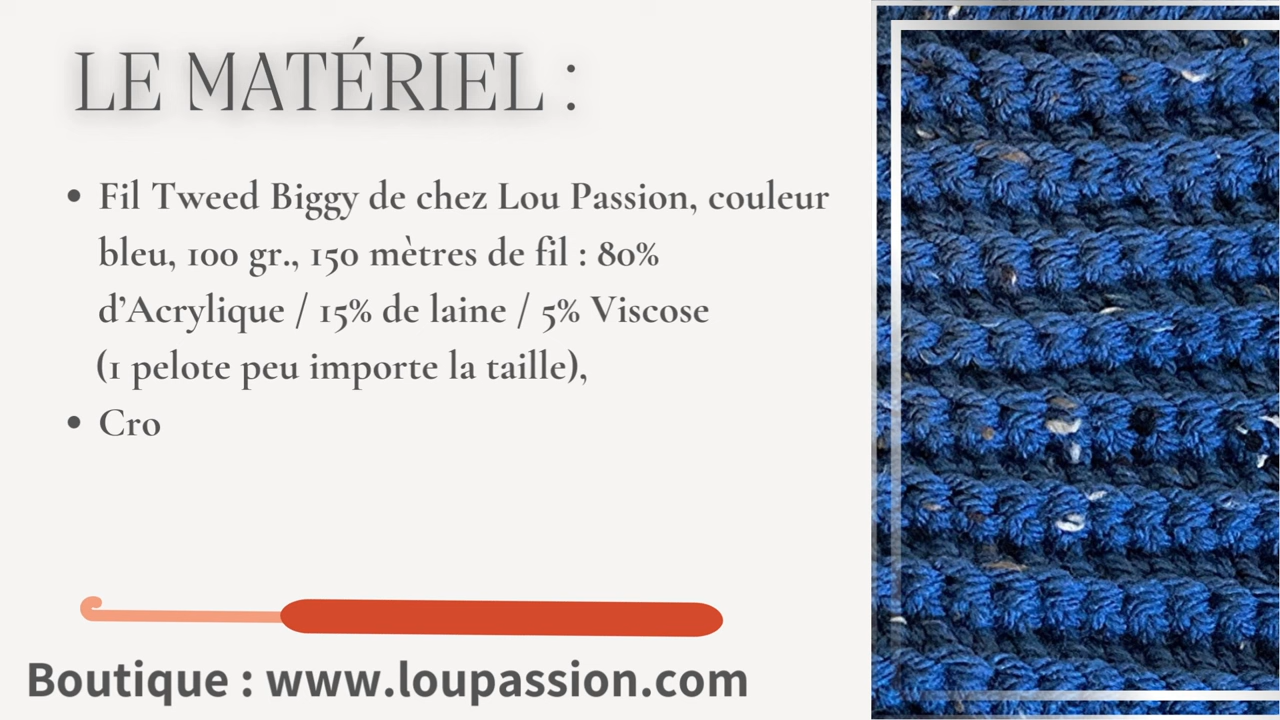 LE MATÉRIEL :
• Fil Tweed Biggy de chez Lou Passion, couleur
bleu, 100 gr., 150 mètres de fil : 80%
d’Acrylique / 15% de laine / 5% Viscose
(1 pelote peu importe la taille),
• Cro
Boutique : www.loupassion.com